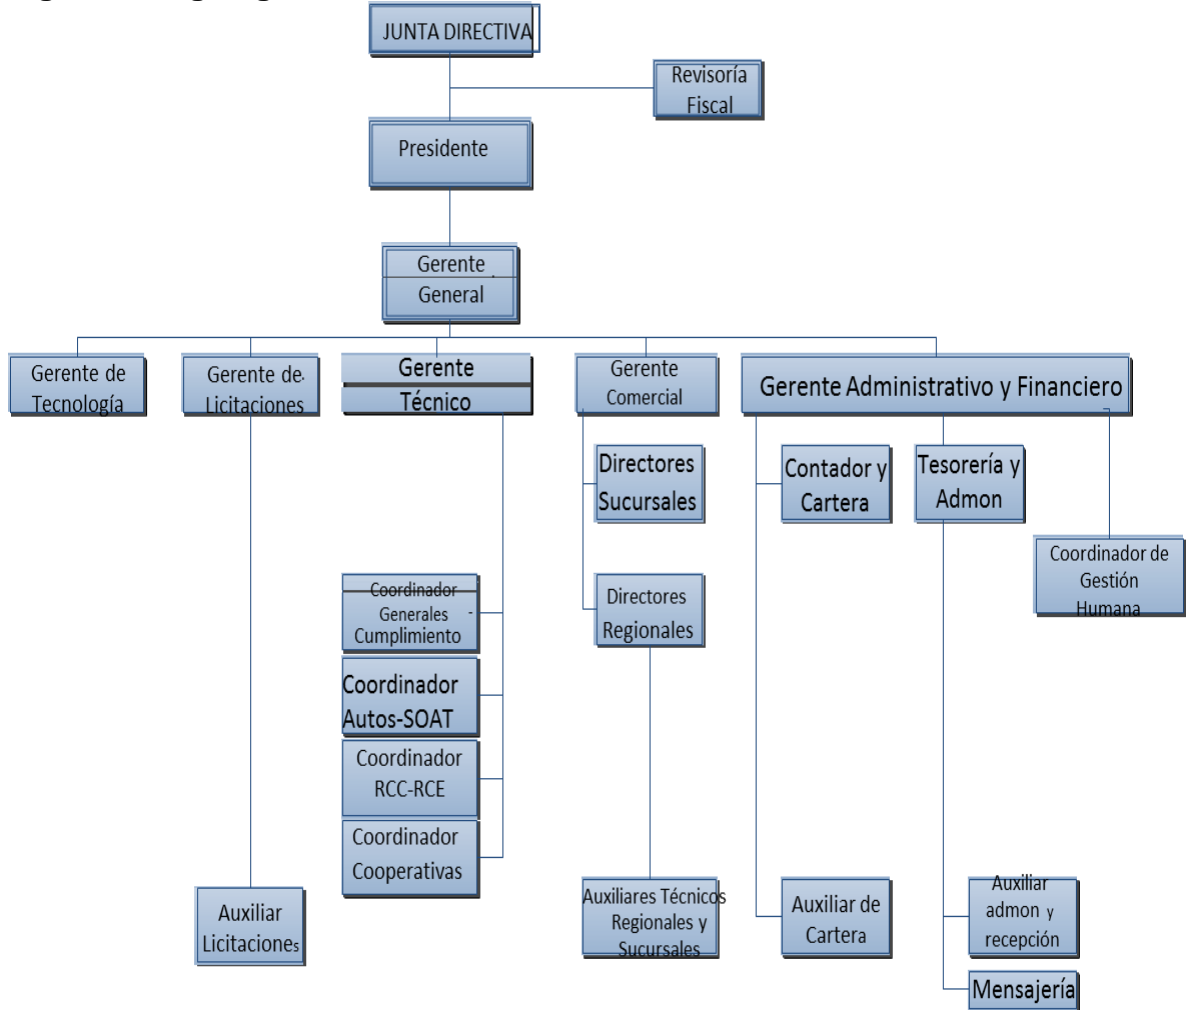 JUNTA DIRECTIVA
Revisoría
Fiscal
Presidente
Gerente
General
Gerente de
Tecnología
Gerente de
Licitaciones
Gerente
Técnico
Gerente
Comercial
Gerente Administrativo y Financiero
Directores
Sucursales
Contador y
Cartera
Tesorería y
Admon
Coordinador de
Gestión
Humana
Coordinador
Generales
Cumplimiento
Directores
Regionales
Coordinador
Autos-SOAT
Coordinador
RCC-RCE
Coordinador
Cooperativas
Auxiliar
Licitaciones
Auxiliares Técnicos
Regionales y
Sucursales
Auxiliar de
Cartera
Auxiliar
admon y
recepción
Mensajería